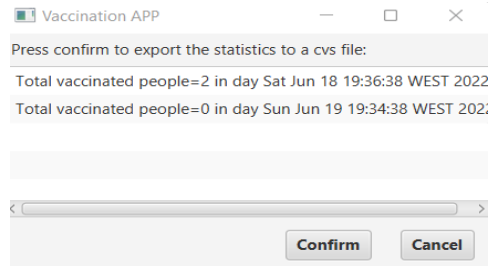 Vaccination APP
Press confirm to export the statistics to a cvs file:
Total vaccinated people=2 in day Sat Jun 18 19:36:38 WEST 2022
Total vaccinated people=0 in day Sun Jun 19 19:34:38 WEST 202
Confirm Cancel